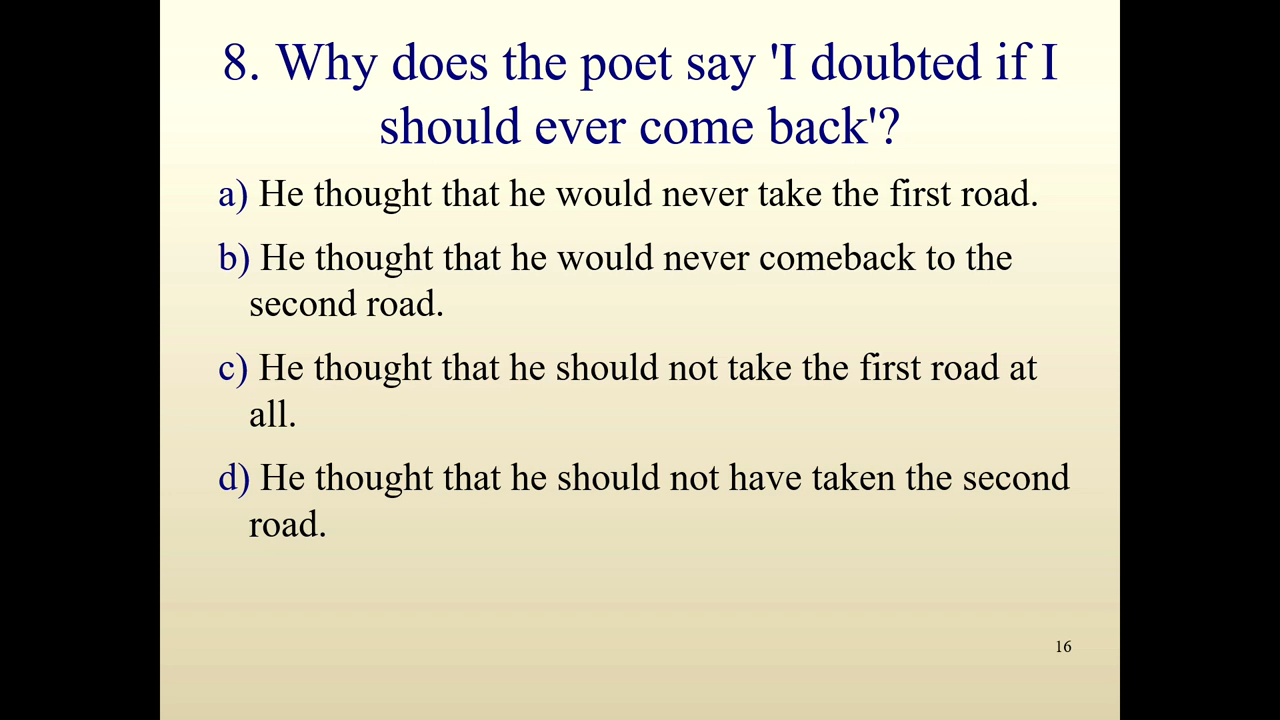 8. Why does the poet say 'I doubted if I
should ever come back'?
a) He thought that he would never take the first road.
b) He thought that he would never comeback to the
second road.
c) He thought that he should not take the first road at
all.
d) He thought that he should not have taken the second
road.
16